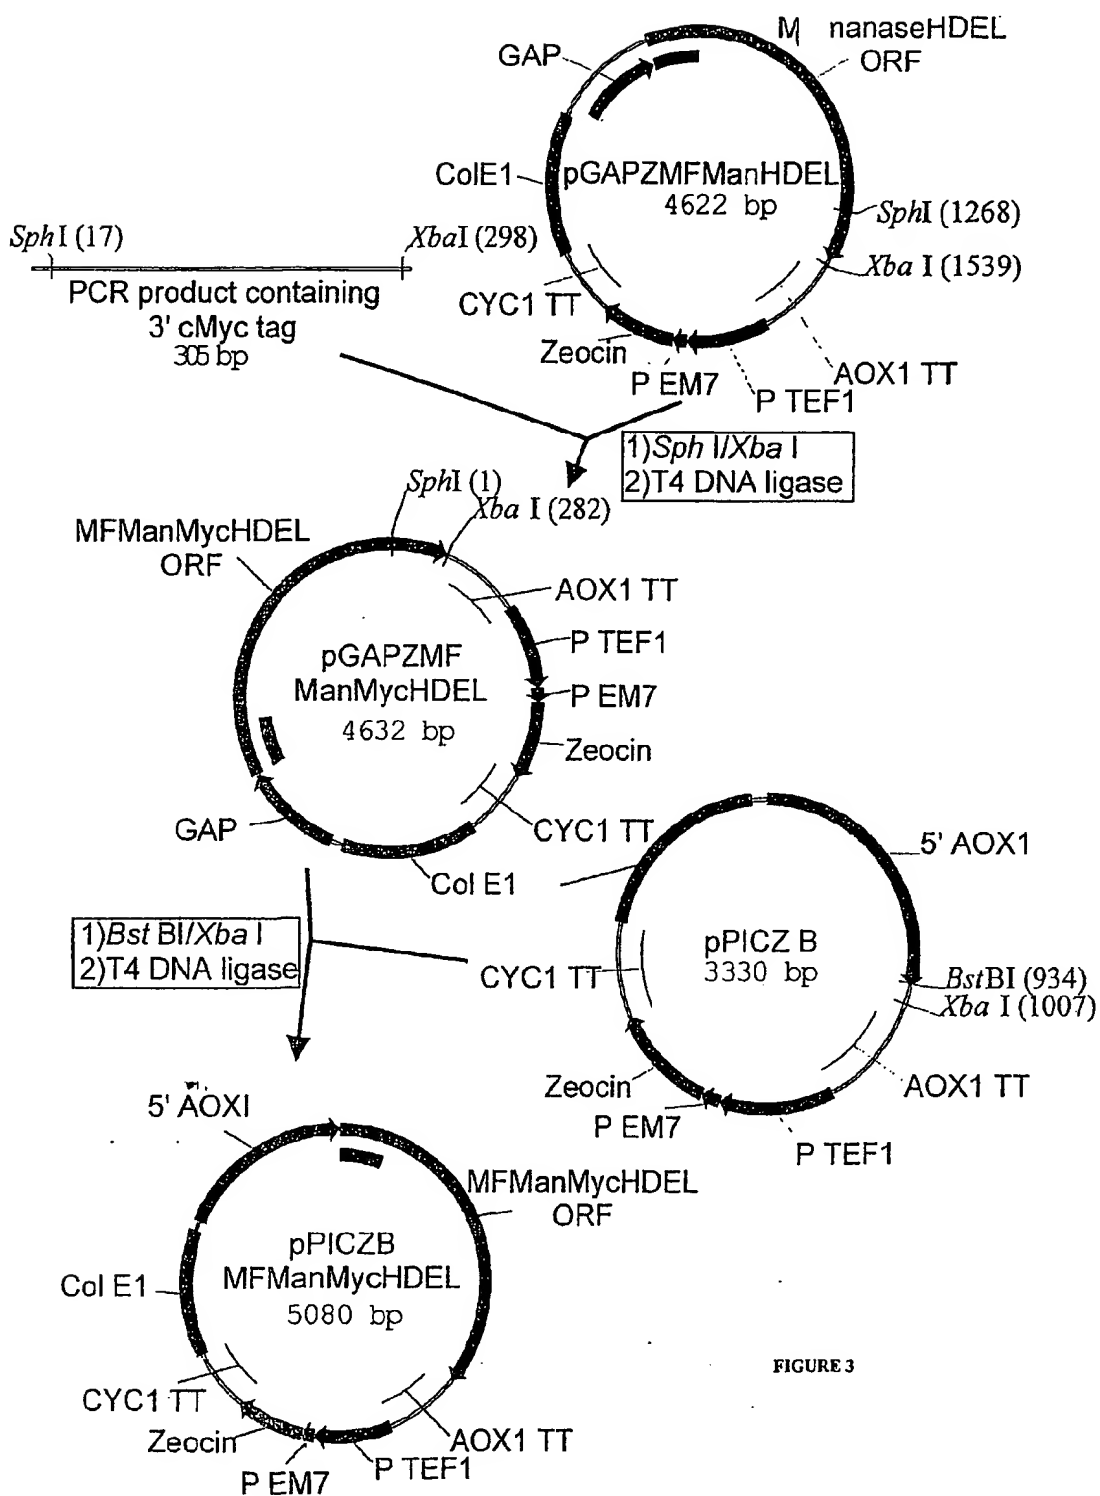 M nanaseHDEL
ORF
GAP
ColE1
pGAPZMFManHDEL
4622 bp
SphI (1268)
Xba I (1539)
SphI (17)
XbaI (298)
PCR product containing
3' cMyc tag
305 bp
CYC1 TT
Zeocin
P EM7
P TEF1
AOX1 TT
1)Sph I/Xba I
2)T4 DNA ligase
SphI (1)
Xba I (282)
MFManMycHDEL
ORF
AOX1 TT
P TEF1
pGAPZMF
ManMycHDEL
4632 bp
P EM7
Zeocin
GAP
CYC1 TT
Col E1
5' AOX1
1)Bst BI/Xba I
2)T4 DNA ligase
pPICZ B
3330 bp
CYC1 TT
BstBI (934)
Xba I (1007)
Zeocin
AOX1 TT
P EM7
P TEF1
5' AOXI
MFManMycHDEL
ORF
pPICZB
MFManMycHDEL
5080 bp
Col E1
CYC1 TT
Zeocin
P EM7
P TEF1
AOX1 TT
FIGURE 3